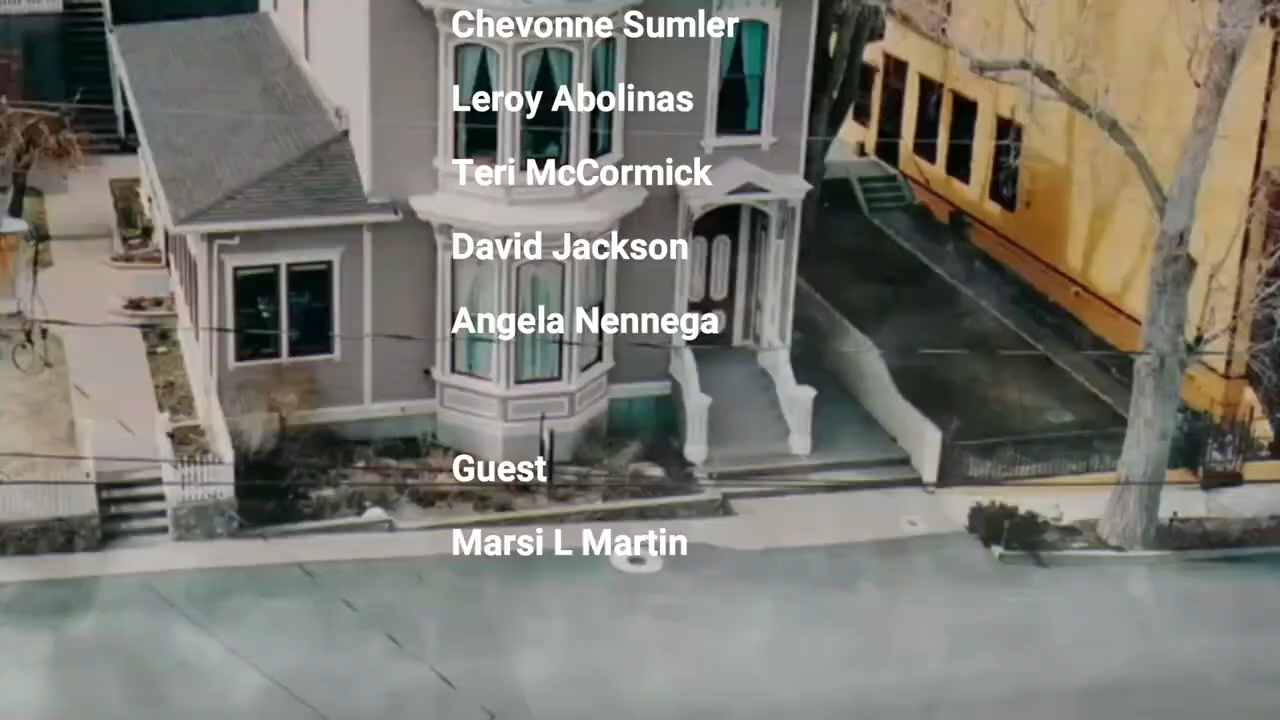 Chevonne Sumler
Leroy Abolinas
Teri McCormick
David Jackson
Angela Nennega
Guest
Marsi L Martin